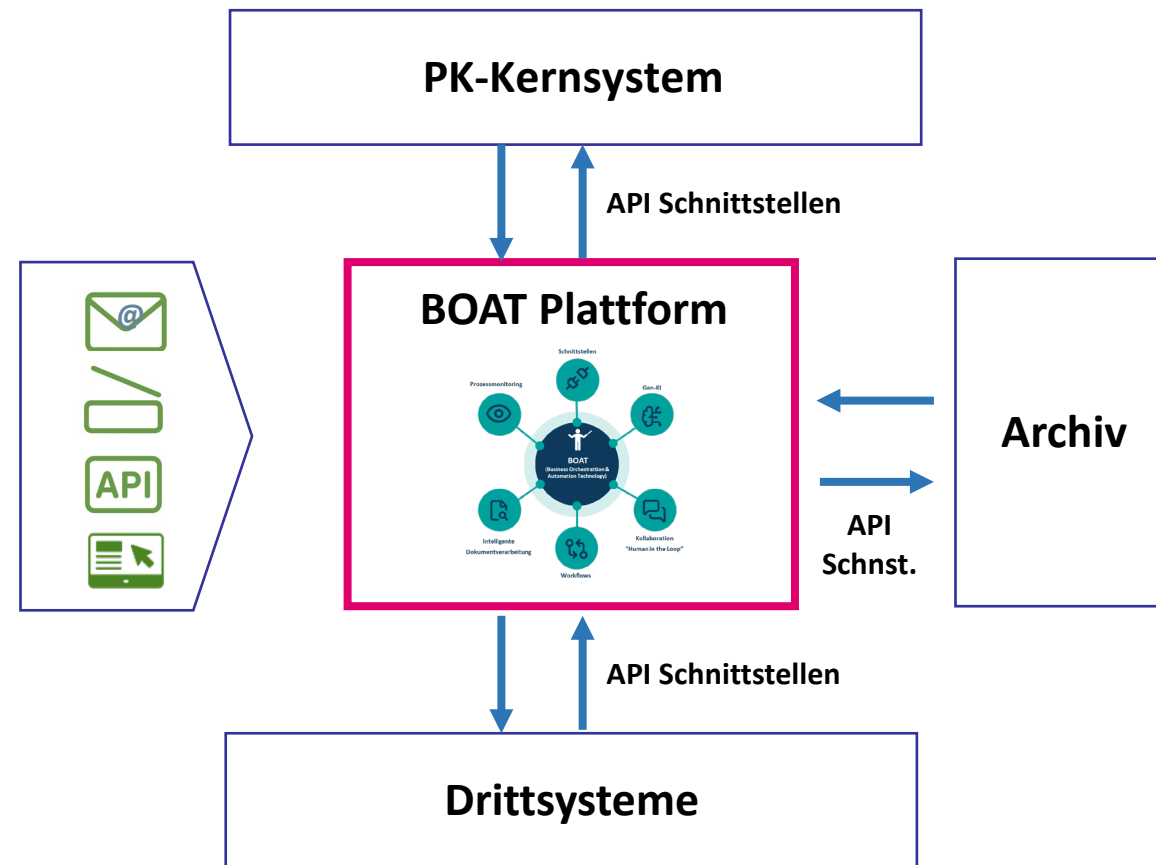 PK-Kernsystem
API Schnittstellen
@
API
BOAT Plattform
Schnittstellen
Prozessmonitoring
Gen-KI
BOAT
(Business Orchestrattion &
Automation Technology)
Intelligente
Dokumentverarbeitung
Kollaboration
"Human in the Loop"
Workflows
Archiv
API
Schnst.
API Schnittstellen
Drittsysteme